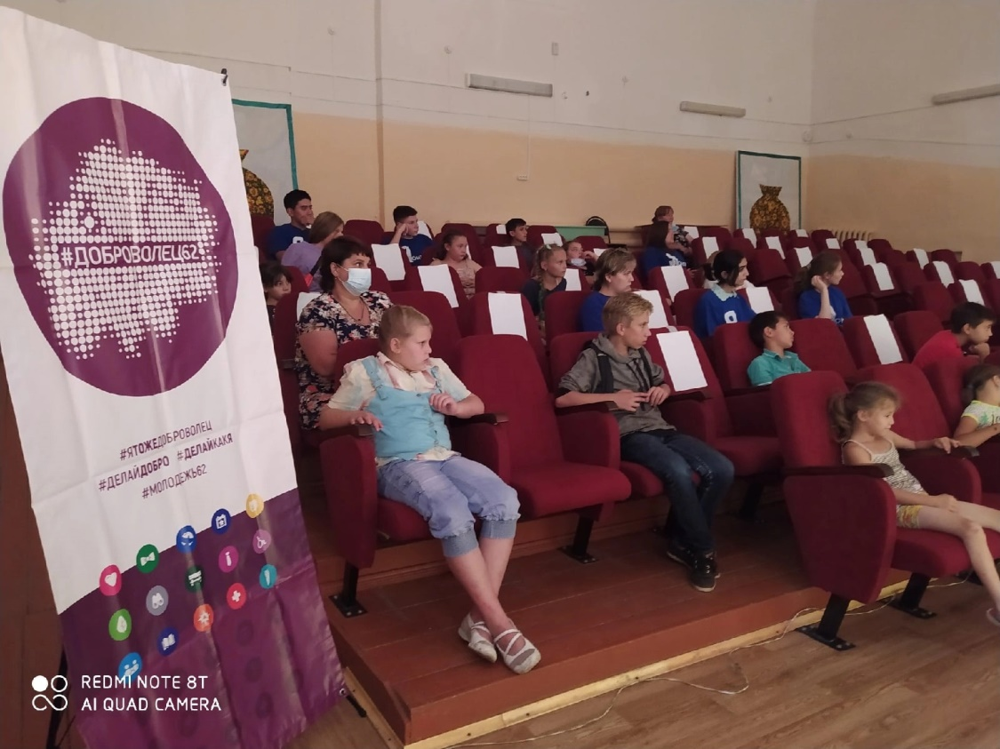 #ДОБРОВОЛЕЦ62
#ЯТОЖЕДОБРОВОЛЕЦ
#ДЕЛАЙДОБРО #ДЕЛАЙКАКЯ
#МОЛОДЕЖЬ62
REDMI NOTE 8T
AI QUAD CAMERA